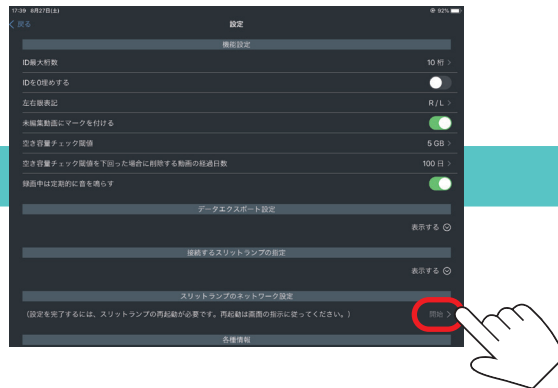 17:39 8月27日(土)
92%
戻る
設定
機能設定
ID最大桁数
10 桁
IDを0埋めする
左右眼表記
R / L
未編集動画にマークを付ける
空き容量チェック閾値
5 GB
空き容量チェック閾値を下回った場合に削除する動画の経過日数
100 日
録画中は定期的に音を鳴らす
データエクスポート設定
表示する
接続するスリットランプの指定
表示する
スリットランプのネットワーク設定
(設定を完了するには、スリットランプの再起動が必要です。再起動は画面の指示に従ってください。)
開始
各種情報